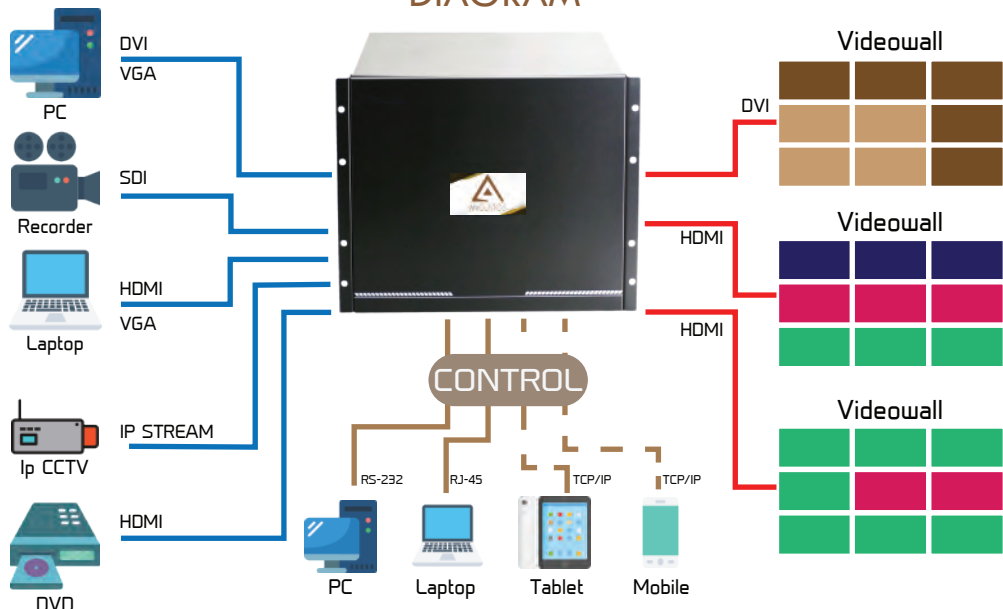 DIAGRAM
DVI
VGA
PC
SDI
Recorder
HDMI
VGA
Laptop
IP STREAM
Ip CCTV
HDMI
DVD
CONTROL
RS-232
RJ-45
TCP/IP
TCP/IP
PC
Laptop
Tablet
Mobile
Videowall
DVI
Videowall
HDMI
Videowall
HDMI